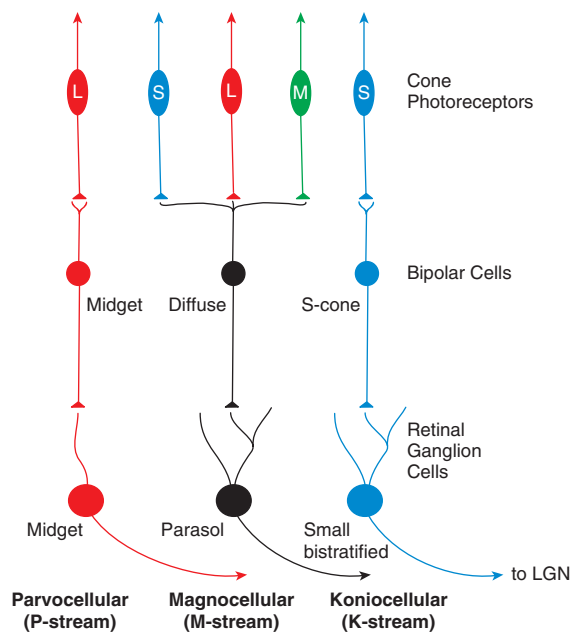 L S L M S
Cone
Photoreceptors
Bipolar Cells
Midget Diffuse S-cone
Retinal
Ganglion
Cells
Midget Parasol Small
bistratified
to LGN
Parvocellular
(P-stream)
Magnocellular
(M-stream)
Koniocellular
(K-stream)